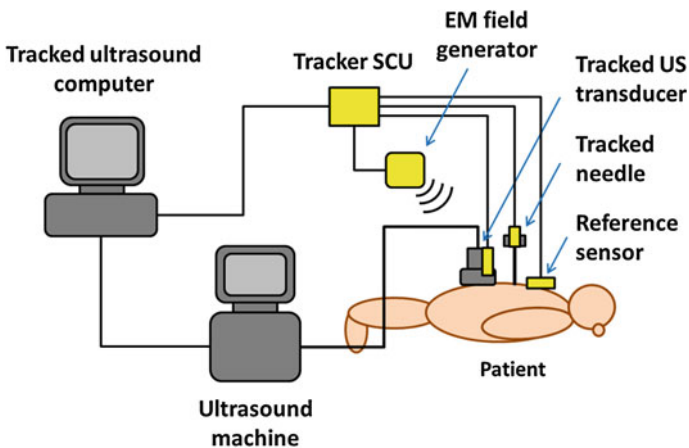 EM field
generator
Tracked ultrasound
computer
Tracker SCU
Tracked US
transducer
Tracked
needle
Reference
sensor
Patient
Ultrasound
machine